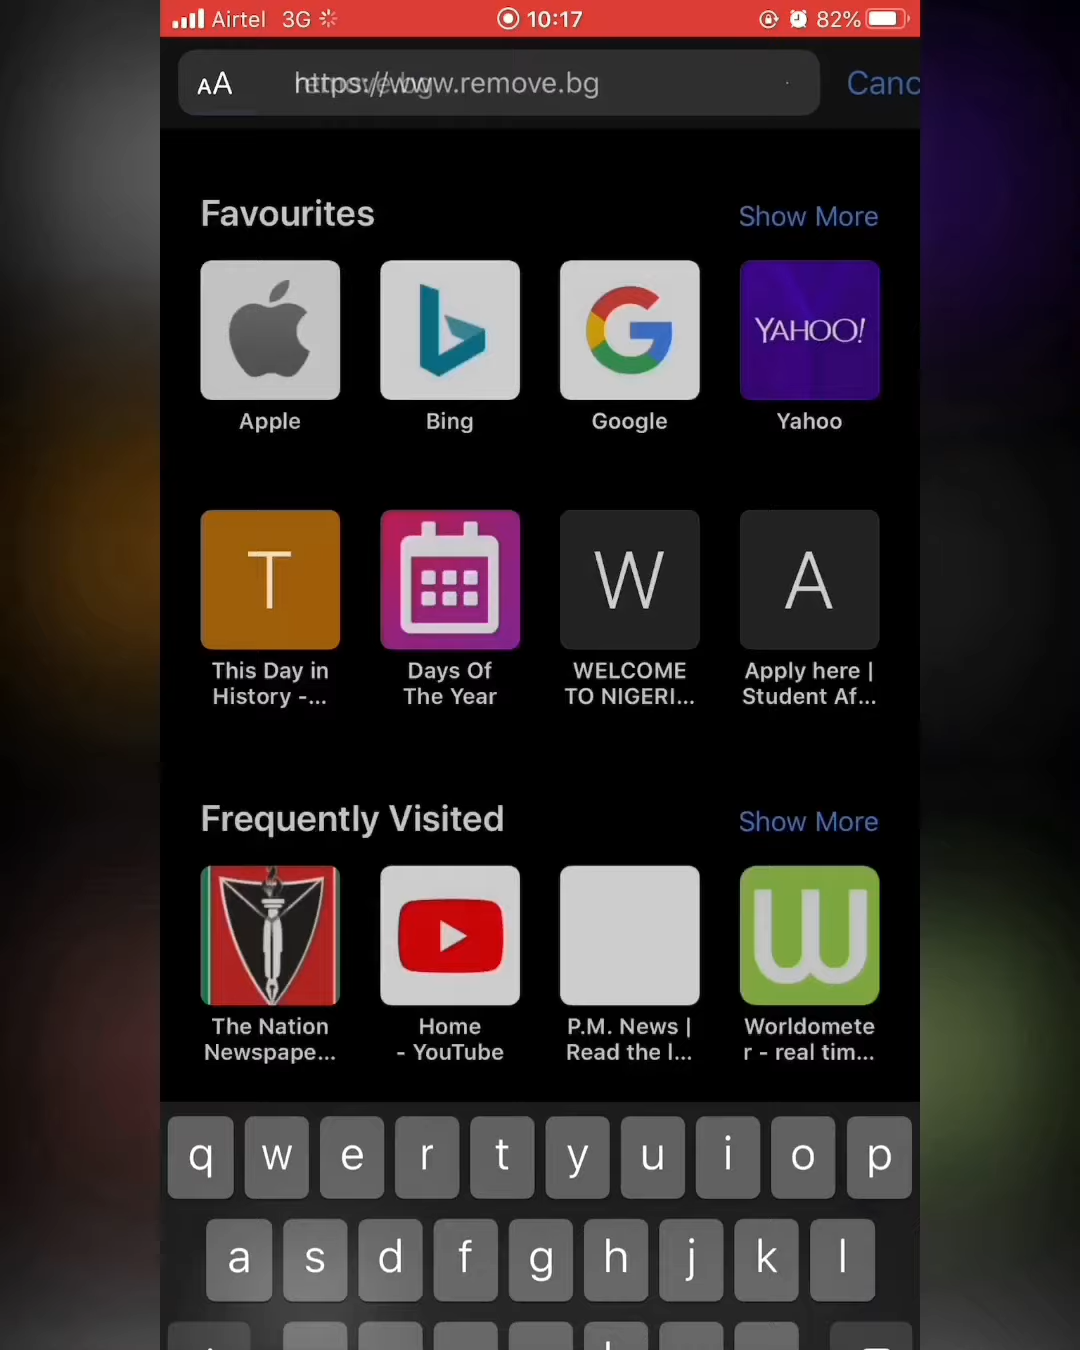 Airtel 3G 10:17 82%
AA https://www.remove.bg Canc
Favourites Show More
YAHOO!
Apple Bing Google Yahoo
T W A
This Day in History -... Days Of The Year WELCOME TO NIGERI... Apply here | Student Af...
Frequently Visited Show More
The Nation Newspape... Home - YouTube P.M. News | Read the l... Worldomete r - real tim...
q w e r t y u i o p
a s d f g h j k l